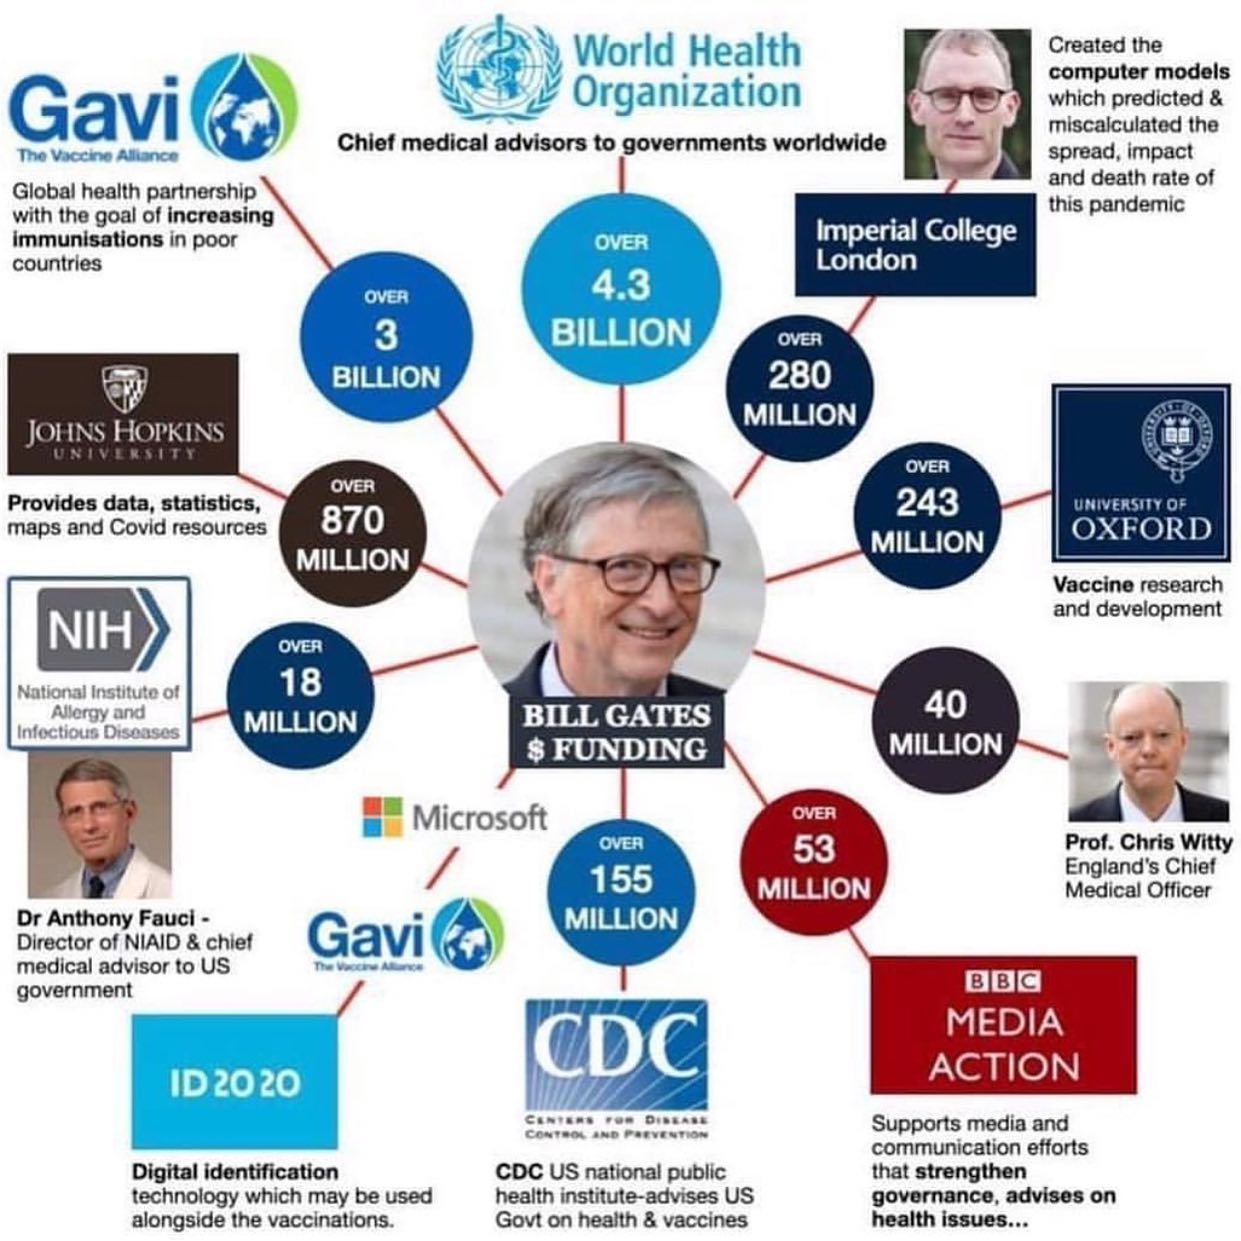 Gavi
The Vaccine Alliance
Global health partnership
with the goal of increasing
immunisations in poor
countries
World Health
Organization
Chief medical advisors to governments worldwide
Created the
computer models
which predicted &
miscalculated the
spread, impact
and death rate of
this pandemic
Imperial College
London
OVER
3
BILLION
OVER
4.3
BILLION
OVER
280
MILLION
JOHNS HOPKINS
UNIVERSITY
Provides data, statistics,
maps and Covid resources
OVER
870
MILLION
OVER
243
MILLION
UNIVERSITY OF
OXFORD
Vaccine research
and development
NIH
National Institute of
Allergy and
Infectious Diseases
OVER
18
MILLION
BILL GATES
$ FUNDING
40
MILLION
Prof. Chris Witty
England's Chief
Medical Officer
Dr Anthony Fauci -
Director of NIAID & chief
medical advisor to US
government
Microsoft
Gavi
The Vaccine Alliance
ID2020
Digital identification
technology which may be used
alongside the vaccinations.
OVER
155
MILLION
CDC
CENTERS FOR DISEASE
CONTROL AND PREVENTION
CDC US national public
health institute-advises US
Govt on health & vaccines
OVER
53
MILLION
BBC
MEDIA
ACTION
Supports media and
communication efforts
that strengthen
governance, advises on
health issues...